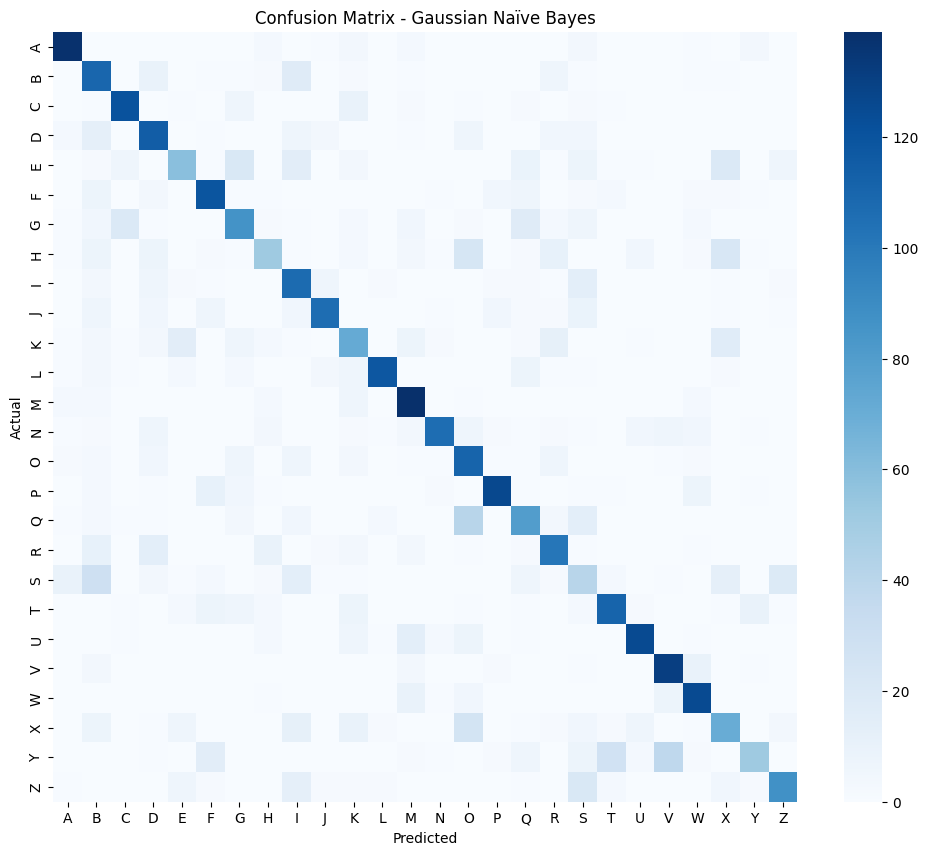 Confusion Matrix - Gaussian Naïve Bayes
Actual
A
B
C
D
E
F
G
H
I
J
K
L
M
N
O
P
Q
R
S
T
U
V
W
X
Y
Z
A B C D E F G H I J K L M N O P Q R S T U V W X Y Z
Predicted
120
100
80
60
40
20
0